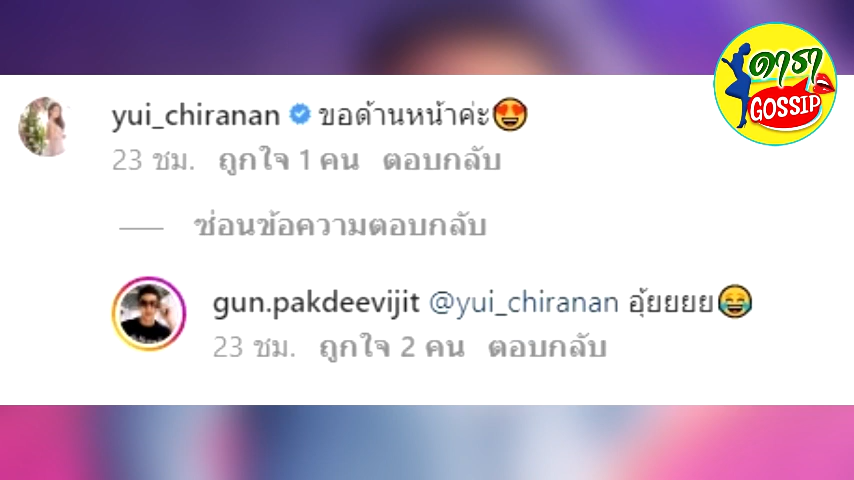 ดารา
GOSSIP
yui_chiranan ขอด้านหน้าค่ะ😍
23 ชม. ถูกใจ 1 คน ตอบกลับ
ซ่อนข้อความตอบกลับ
gun.pakdeevijit @yui_chiranan อุ้ยยยย😂
23 ชม. ถูกใจ 2 คน ตอบกลับ